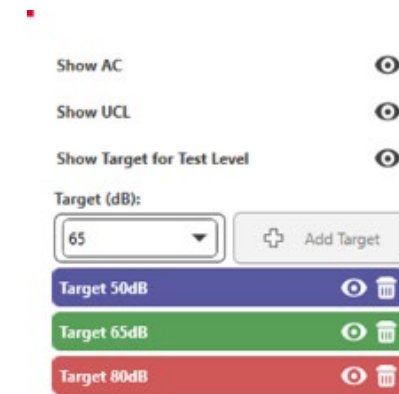 Show AC
Show UCL
Show Target for Test Level
Target (dB):
65 Add Target
Target 50dB
Target 65dB
Target 80dB